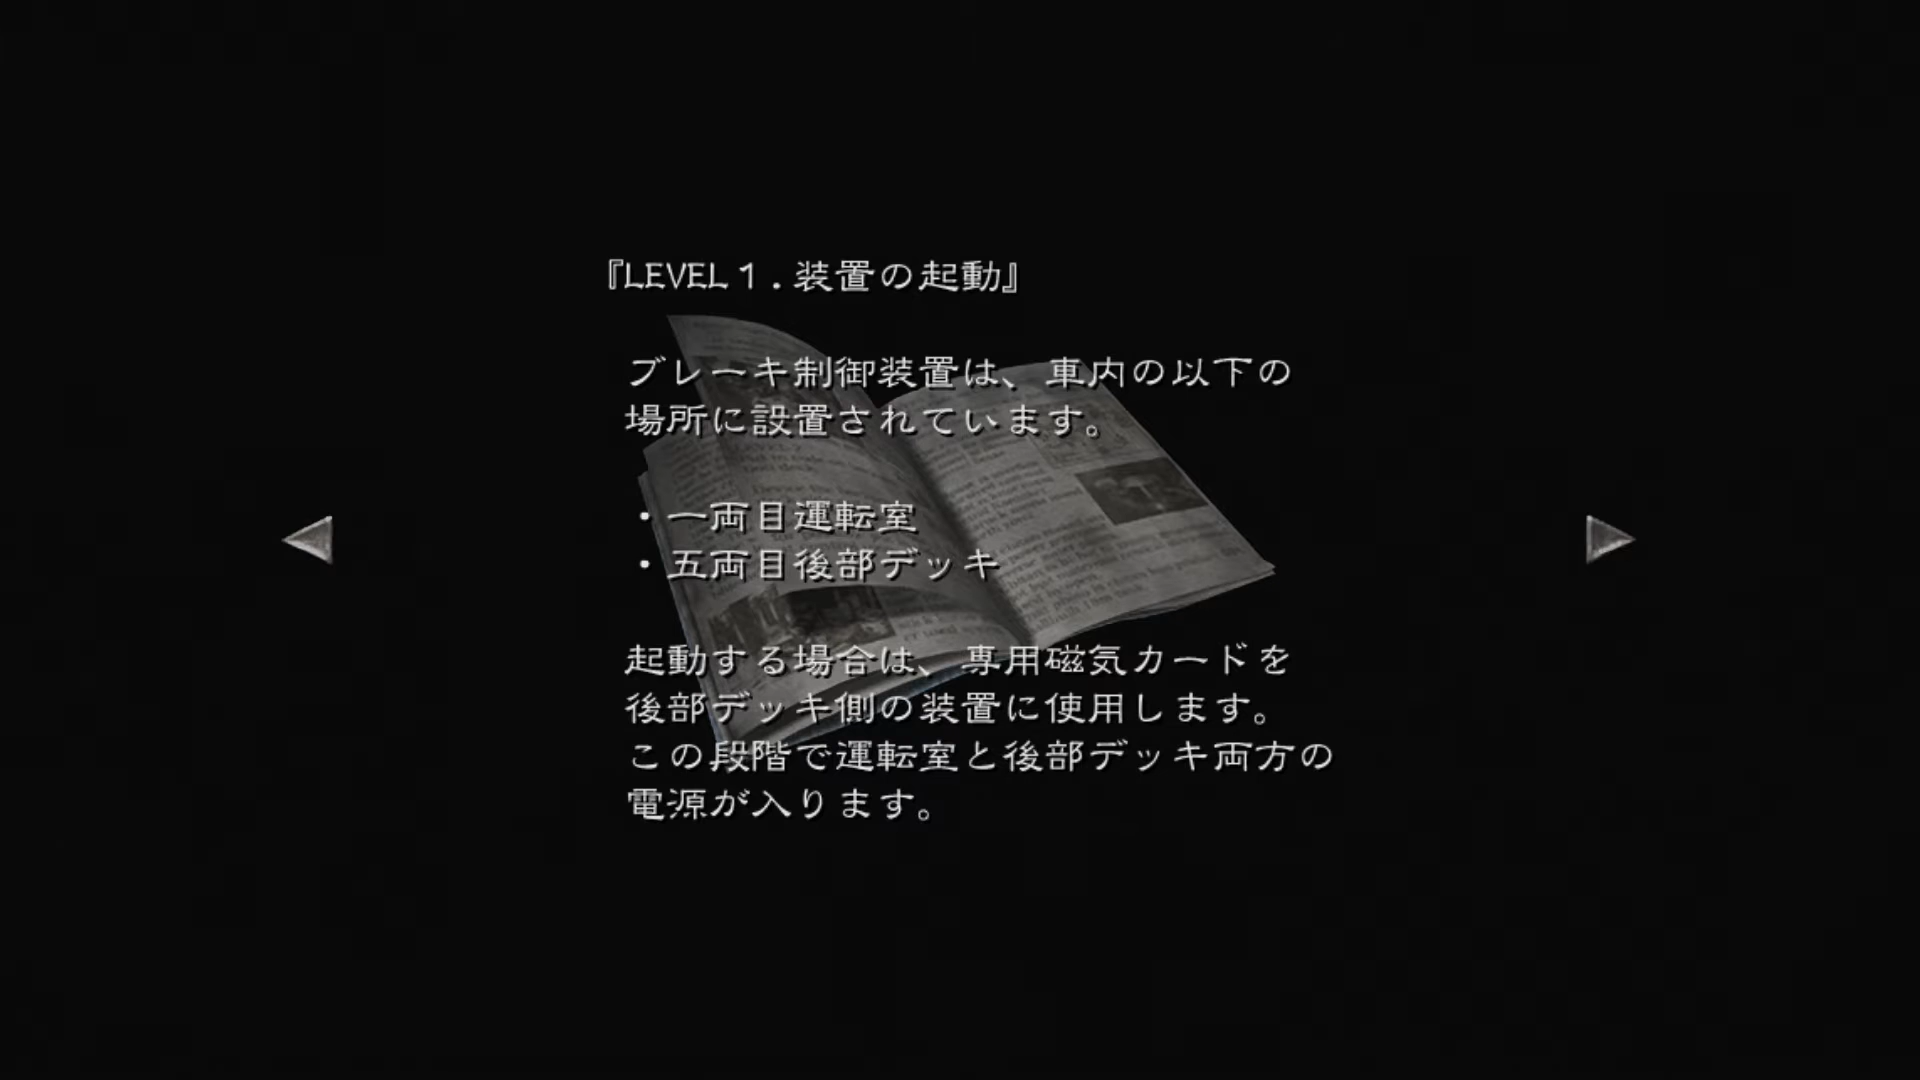 『LEVEL１.装置の起動』
ブレーキ制御装置は、車内の以下の
場所に設置されています。
・一両目運転室
・五両目後部デッキ
起動する場合は、専用磁気カードを
後部デッキ側の装置に使用します。
この段階で運転室と後部デッキ両方の
電源が入ります。